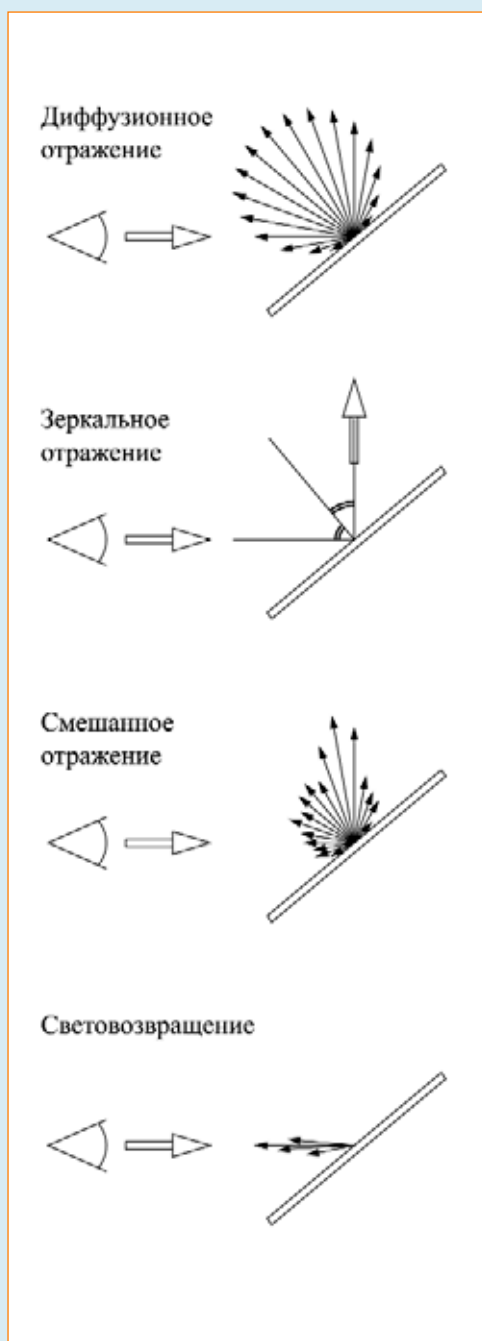 Диффузионное
отражение
Зеркальное
отражение
Смешанное
отражение
Световозвращение